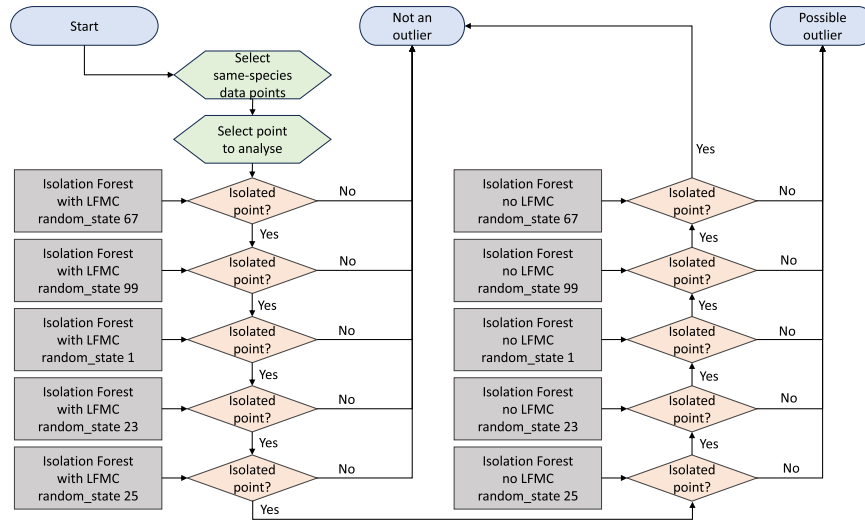 Start
Not an
outlier
Possible
outlier
Select
same-species
data points
Select point
to analyse
Yes
Isolation Forest
with LFMC
random_state 67
Isolated
point?
No
Isolation Forest
no LFMC
random_state 67
Isolated
point?
No
Yes
Yes
Isolation Forest
with LFMC
random_state 99
Isolated
point?
No
Isolation Forest
no LFMC
random_state 99
Isolated
point?
No
Yes
Yes
Isolation Forest
with LFMC
random_state 1
Isolated
point?
No
Isolation Forest
no LFMC
random_state 1
Isolated
point?
No
Yes
Yes
Isolation Forest
with LFMC
random_state 23
Isolated
point?
No
Isolation Forest
no LFMC
random_state 23
Isolated
point?
No
Yes
Yes
Isolation Forest
with LFMC
random_state 25
Isolated
point?
No
Isolation Forest
no LFMC
random_state 25
Isolated
point?
No
Yes